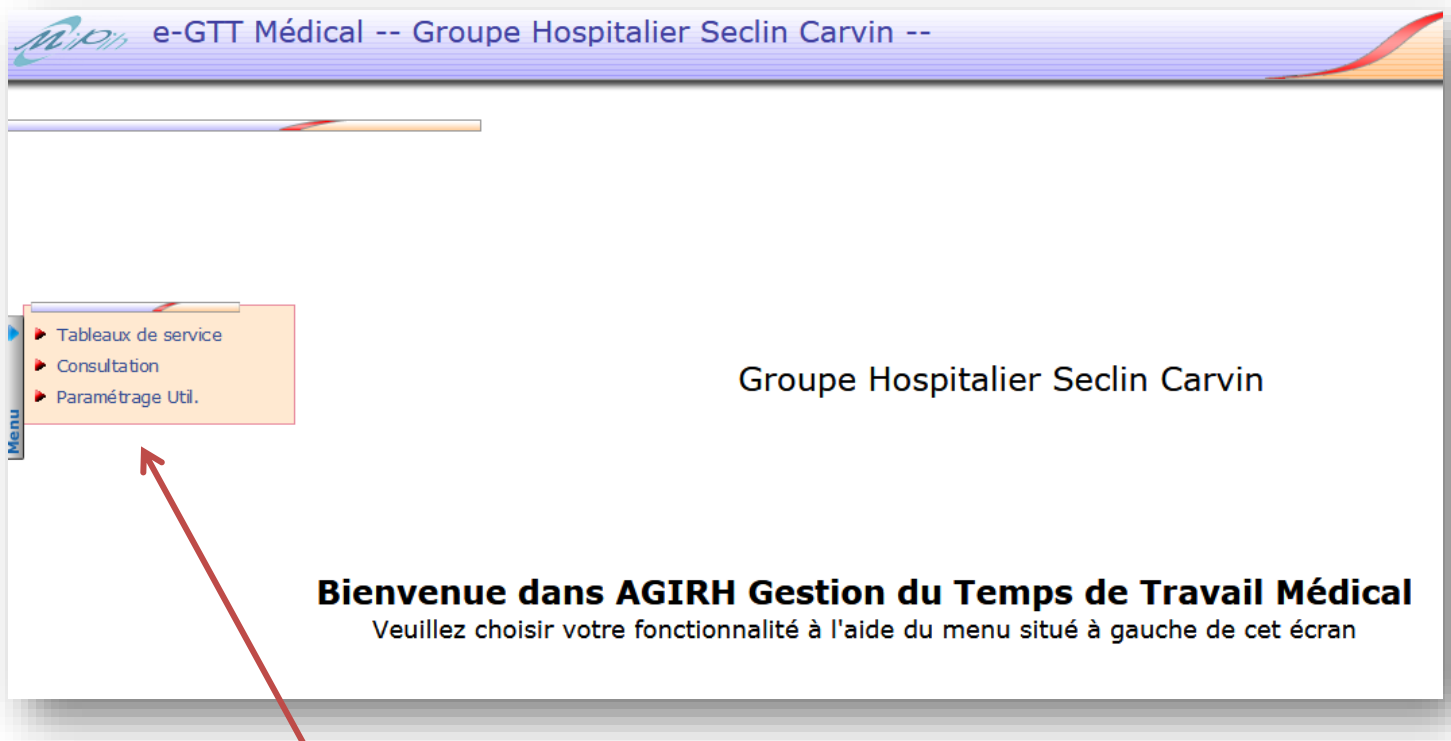 Mipih e-GTT Médical -- Groupe Hospitalier Seclin Carvin --
Tableaux de service
Consultation
Paramétrage Util.
Menu
Groupe Hospitalier Seclin Carvin
Bienvenue dans AGIRH Gestion du Temps de Travail Médical
Veuillez choisir votre fonctionnalité à l'aide du menu situé à gauche de cet écran